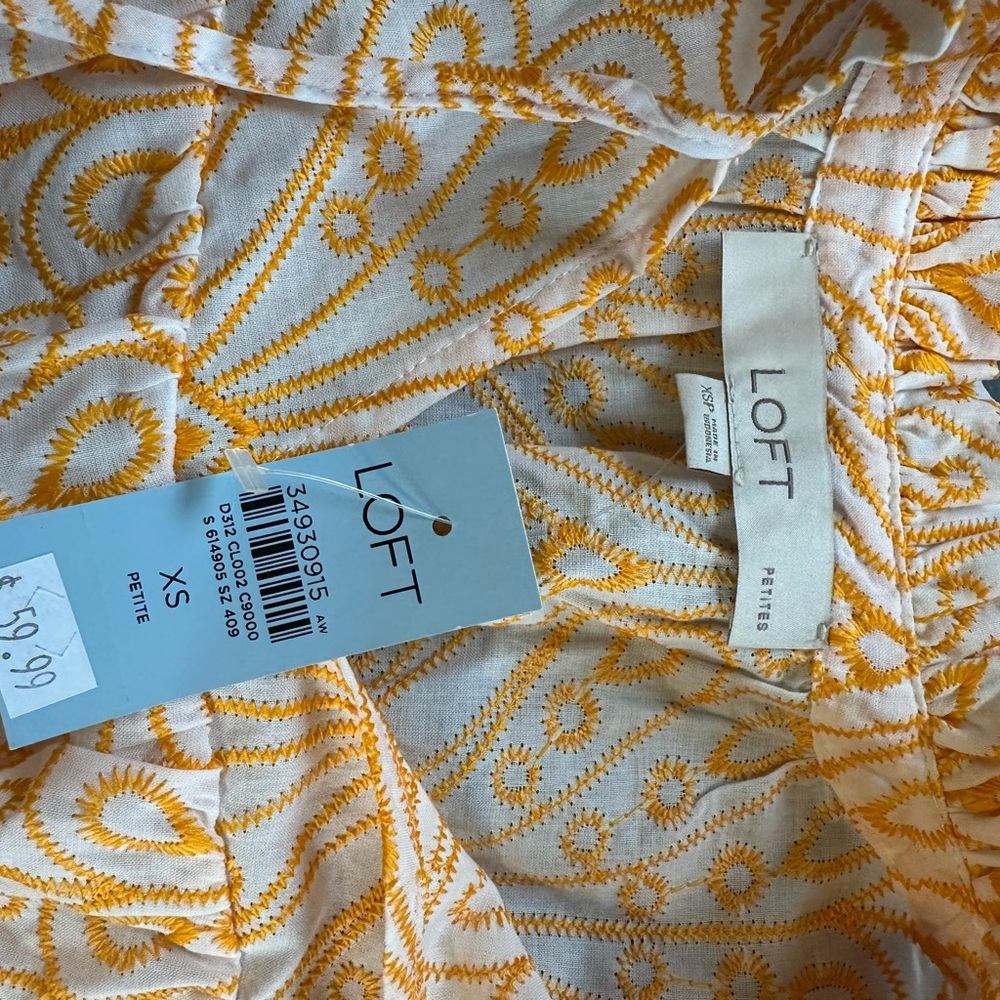 LOFT
34930915 AW
D312 CL002 C9000
S 614905 SZ 409
XS
PETITE
¢ 59.99
LOFT
PETITES
XSP MADE IN
INDONESIA